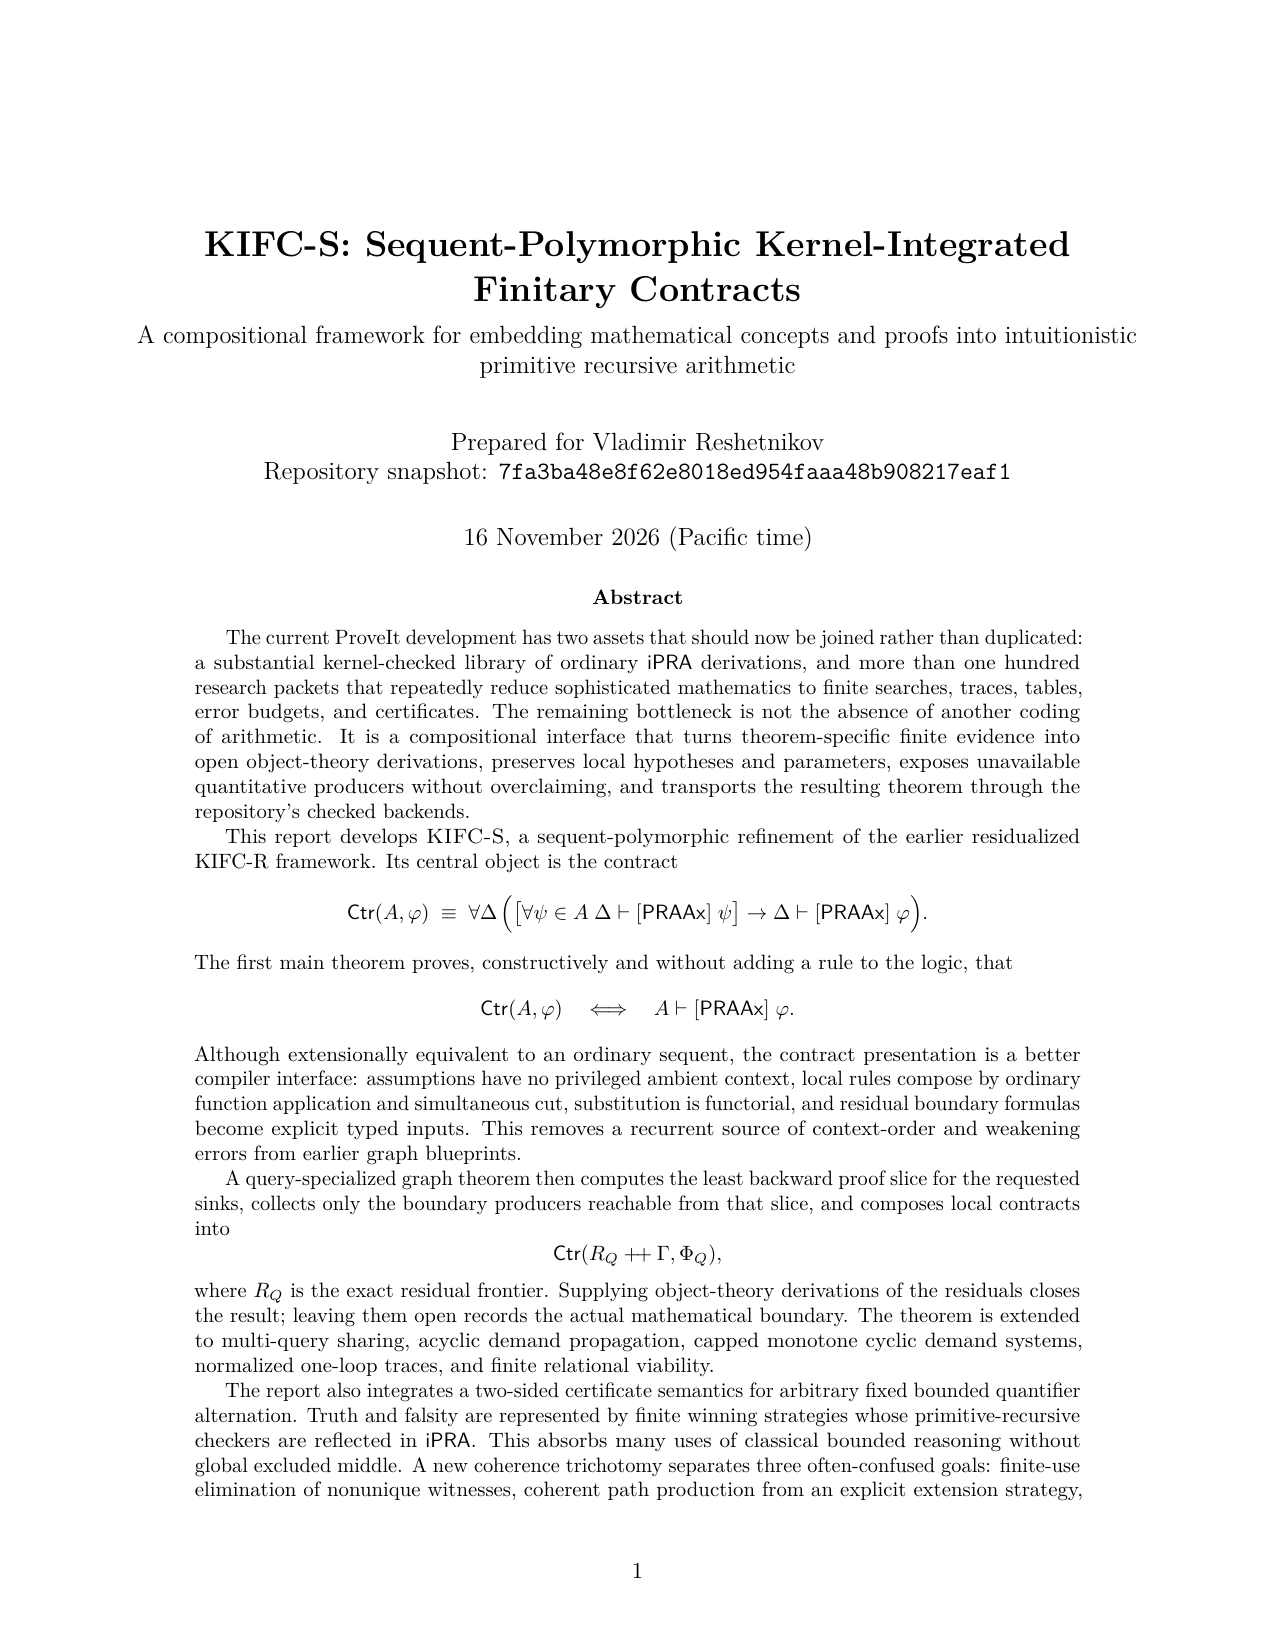 KIFC-S: Sequent-Polymorphic Kernel-Integrated
Finitary Contracts
A compositional framework for embedding mathematical concepts and proofs into intuitionistic
primitive recursive arithmetic
Prepared for Vladimir Reshetnikov
Repository snapshot: 7fa3ba48e8f62e8018ed954faaa48b908217eaf1
16 November 2026 (Pacific time)
Abstract
The current ProveIt development has two assets that should now be joined rather than duplicated:
a substantial kernel-checked library of ordinary iPRA derivations, and more than one hundred
research packets that repeatedly reduce sophisticated mathematics to finite searches, traces, tables,
error budgets, and certificates. The remaining bottleneck is not the absence of another coding
of arithmetic. It is a compositional interface that turns theorem-specific finite evidence into
open object-theory derivations, preserves local hypotheses and parameters, exposes unavailable
quantitative producers without overclaiming, and transports the resulting theorem through the
repository's checked backends.
This report develops KIFC-S, a sequent-polymorphic refinement of the earlier residualized
KIFC-R framework. Its central object is the contract
Ctr(A, φ) ≡ ∀Δ ([∀ψ ∈ A Δ ⊢ [PRAAx] ψ] → Δ ⊢ [PRAAx] φ).
The first main theorem proves, constructively and without adding a rule to the logic, that
Ctr(A, φ) ⟺ A ⊢ [PRAAx] φ.
Although extensionally equivalent to an ordinary sequent, the contract presentation is a better
compiler interface: assumptions have no privileged ambient context, local rules compose by ordinary
function application and simultaneous cut, substitution is functorial, and residual boundary formulas
become explicit typed inputs. This removes a recurrent source of context-order and weakening
errors from earlier graph blueprints.
A query-specialized graph theorem then computes the least backward proof slice for the requested
sinks, collects only the boundary producers reachable from that slice, and composes local contracts
into
Ctr(R_Q ++ Γ, Φ_Q),
where R_Q is the exact residual frontier. Supplying object-theory derivations of the residuals closes
the result; leaving them open records the actual mathematical boundary. The theorem is extended
to multi-query sharing, acyclic demand propagation, capped monotone cyclic demand systems,
normalized one-loop traces, and finite relational viability.
The report also integrates a two-sided certificate semantics for arbitrary fixed bounded quantifier
alternation. Truth and falsity are represented by finite winning strategies whose primitive-recursive
checkers are reflected in iPRA. This absorbs many uses of classical bounded reasoning without
global excluded middle. A new coherence trichotomy separates three often-confused goals: finite-use
elimination of nonunique witnesses, coherent path production from an explicit extension strategy,
1